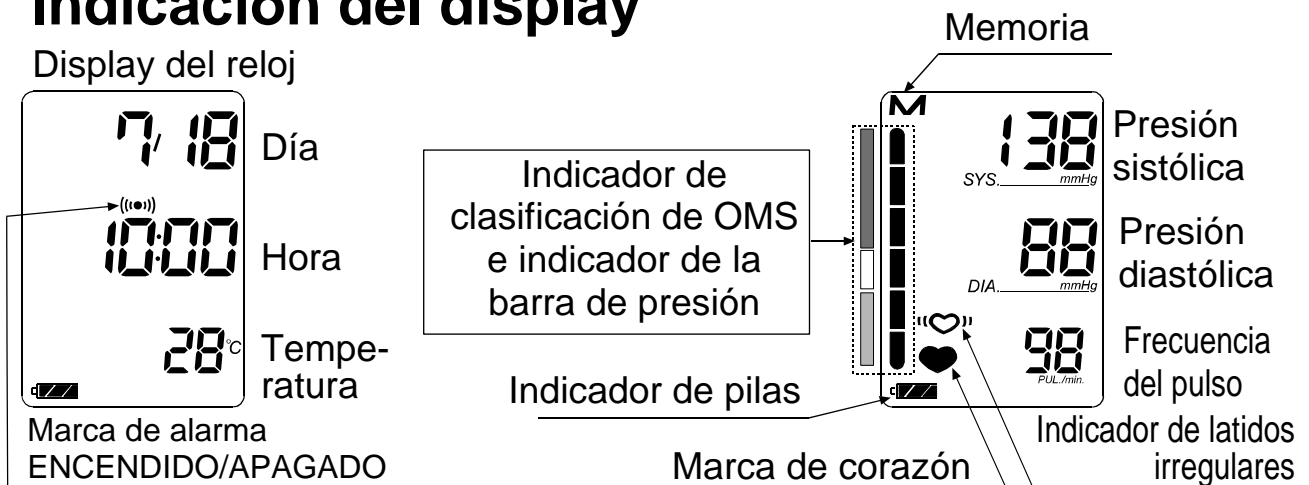 Indicación del display
Display del reloj
7/ 18
Día
10:00
Hora
28°C
Tempe-
ratura
Marca de alarma
ENCENDIDO/APAGADO
Indicador de
clasificación de OMS
e indicador de la
barra de presión
Indicador de pilas
Marca de corazón
Memoria
M
138
SYS. mmHg
Presión
sistólica
88
DIA. mmHg
Presión
diastólica
98
PUL./min.
Frecuencia
del pulso
Indicador de latidos
irregulares